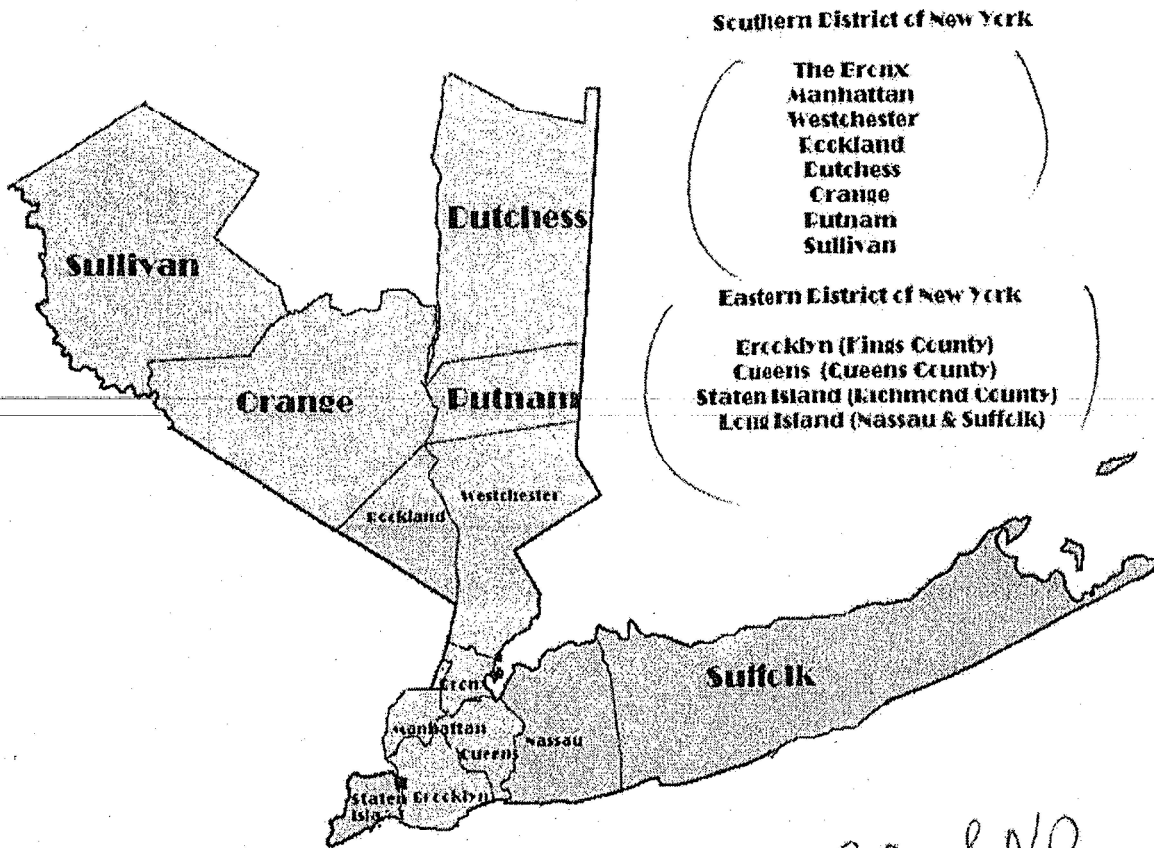 Southern District of New York
The Bronx
Manhattan
Westchester
Rockland
Dutchess
Orange
Putnam
Sullivan
Eastern District of New York
Brooklyn (Kings County)
Queens (Queens County)
Staten Island (Richmond County)
Long Island (Nassau & Suffolk)
Dutchess
Sullivan
Orange
Putnam
Westchester
Rockland
Bronx
Suffolk
Manhattan
Queens
Nassau
Staten
Isla
Brooklyn